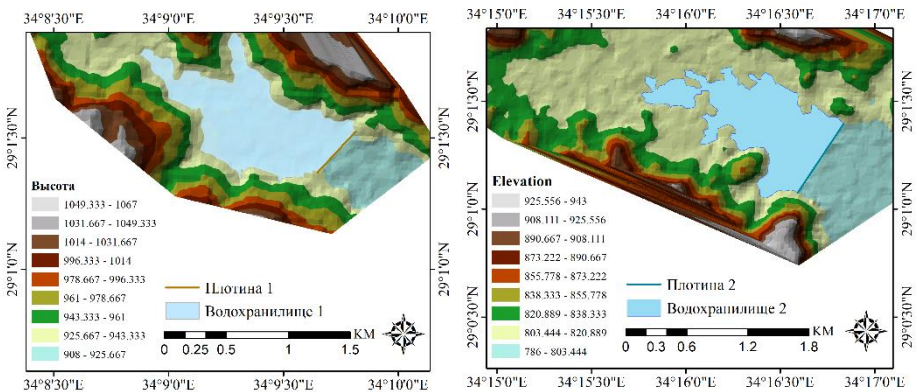 34°8'30"E 34°9'0"E 34°9'30"E 34°10'0"E
29°1'30"N
29°1'0"N
Высота
1049.333 - 1067
1031.667 - 1049.333
1014 - 1031.667
996.333 - 1014
978.667 - 996.333
961 - 978.667
943.333 - 961
925.667 - 943.333
908 - 925.667
Плотина 1
Водохранилище 1
KM
0 0.25 0.5 1 1.5
29°1'30"N
29°1'0"N
34°8'30"E 34°9'0"E 34°9'30"E 34°10'0"E
34°15'0"E 34°15'30"E 34°16'0"E 34°16'30"E 34°17'0"E
29°1'30"N
29°1'0"N
29°0'30"N
Elevation
925.556 - 943
908.111 - 925.556
890.667 - 908.111
873.222 - 890.667
855.778 - 873.222
838.333 - 855.778
820.889 - 838.333
803.444 - 820.889
786 - 803.444
Плотина 2
Водохранилище 2
KM
0 0.3 0.6 1.2 1.8
29°1'30"N
29°1'0"N
29°0'30"N
34°15'0"E 34°15'30"E 34°16'0"E 34°16'30"E 34°17'0"E